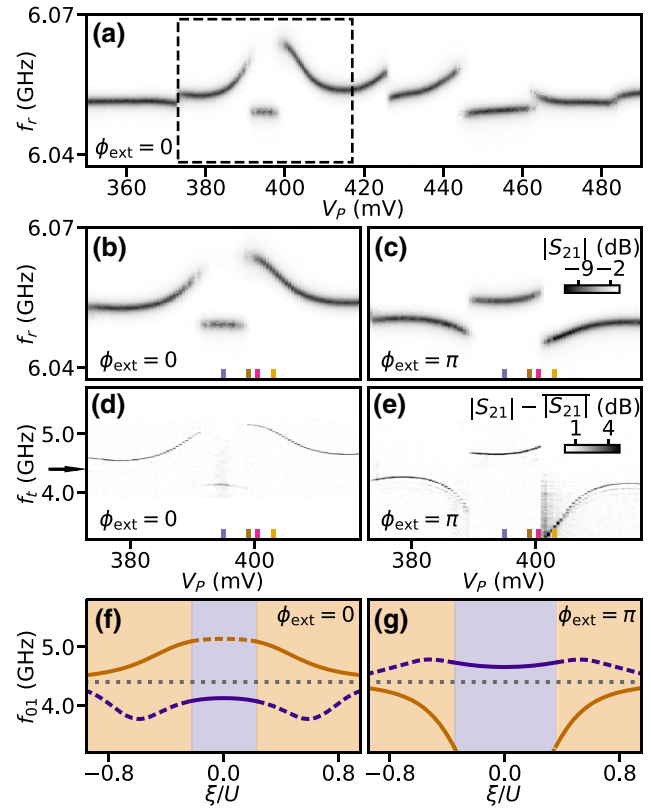 6.07
(a)
f_r (GHz)
ϕ_ext = 0
6.04
360 380 400 420 440 460 480
V_P (mV)
6.07
(b)
f_r (GHz)
ϕ_ext = 0
6.04
(c)
|S_21| (dB)
−9 −2
ϕ_ext = π
(d)
5.0
f_t (GHz)
4.0
ϕ_ext = 0
380 400
V_P (mV)
(e)
|S_21| − \overline{|S_21|} (dB)
1 4
ϕ_ext = π
380 400
V_P (mV)
(f)
ϕ_ext = 0
5.0
f_01 (GHz)
4.0
−0.8 0.0 0.8
ξ/U
(g)
ϕ_ext = π
−0.8 0.0 0.8
ξ/U